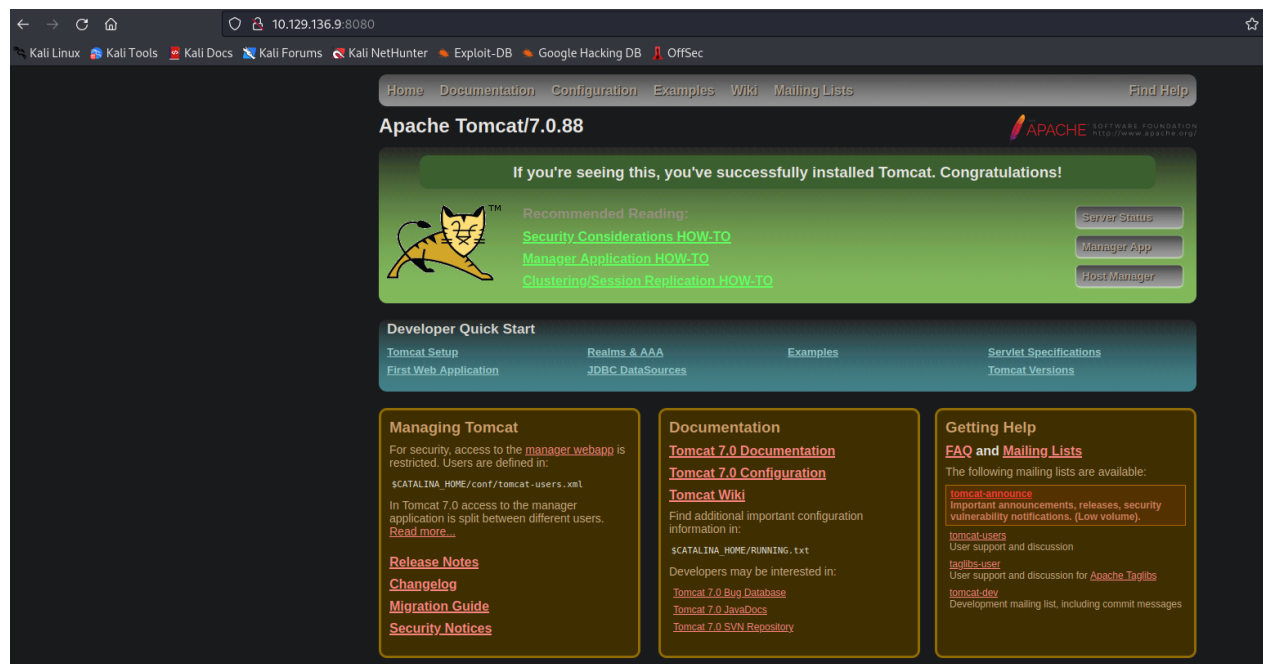 10.129.136.9:8080
Kali Linux Kali Tools Kali Docs Kali Forums Kali NetHunter Exploit-DB Google Hacking DB OffSec
Home Documentation Configuration Examples Wiki Mailing Lists Find Help
Apache Tomcat/7.0.88
APACHE SOFTWARE FOUNDATION
http://www.apache.org/
If you're seeing this, you've successfully installed Tomcat. Congratulations!
TM
Recommended Reading:
Security Considerations HOW-TO
Manager Application HOW-TO
Clustering/Session Replication HOW-TO
Server Status
Manager App
Host Manager
Developer Quick Start
Tomcat Setup
First Web Application
Realms & AAA
JDBC DataSources
Examples
Servlet Specifications
Tomcat Versions
Managing Tomcat
For security, access to the manager webapp is
restricted. Users are defined in:
$CATALINA_HOME/conf/tomcat-users.xml
In Tomcat 7.0 access to the manager
application is split between different users.
Read more...
Release Notes
Changelog
Migration Guide
Security Notices
Documentation
Tomcat 7.0 Documentation
Tomcat 7.0 Configuration
Tomcat Wiki
Find additional important configuration
information in:
$CATALINA_HOME/RUNNING.txt
Developers may be interested in:
Tomcat 7.0 Bug Database
Tomcat 7.0 JavaDocs
Tomcat 7.0 SVN Repository
Getting Help
FAQ and Mailing Lists
The following mailing lists are available:
tomcat-announce
Important announcements, releases, security
vulnerability notifications. (Low volume).
tomcat-users
User support and discussion
taglibs-user
User support and discussion for Apache Taglibs
tomcat-dev
Development mailing list, including commit messages